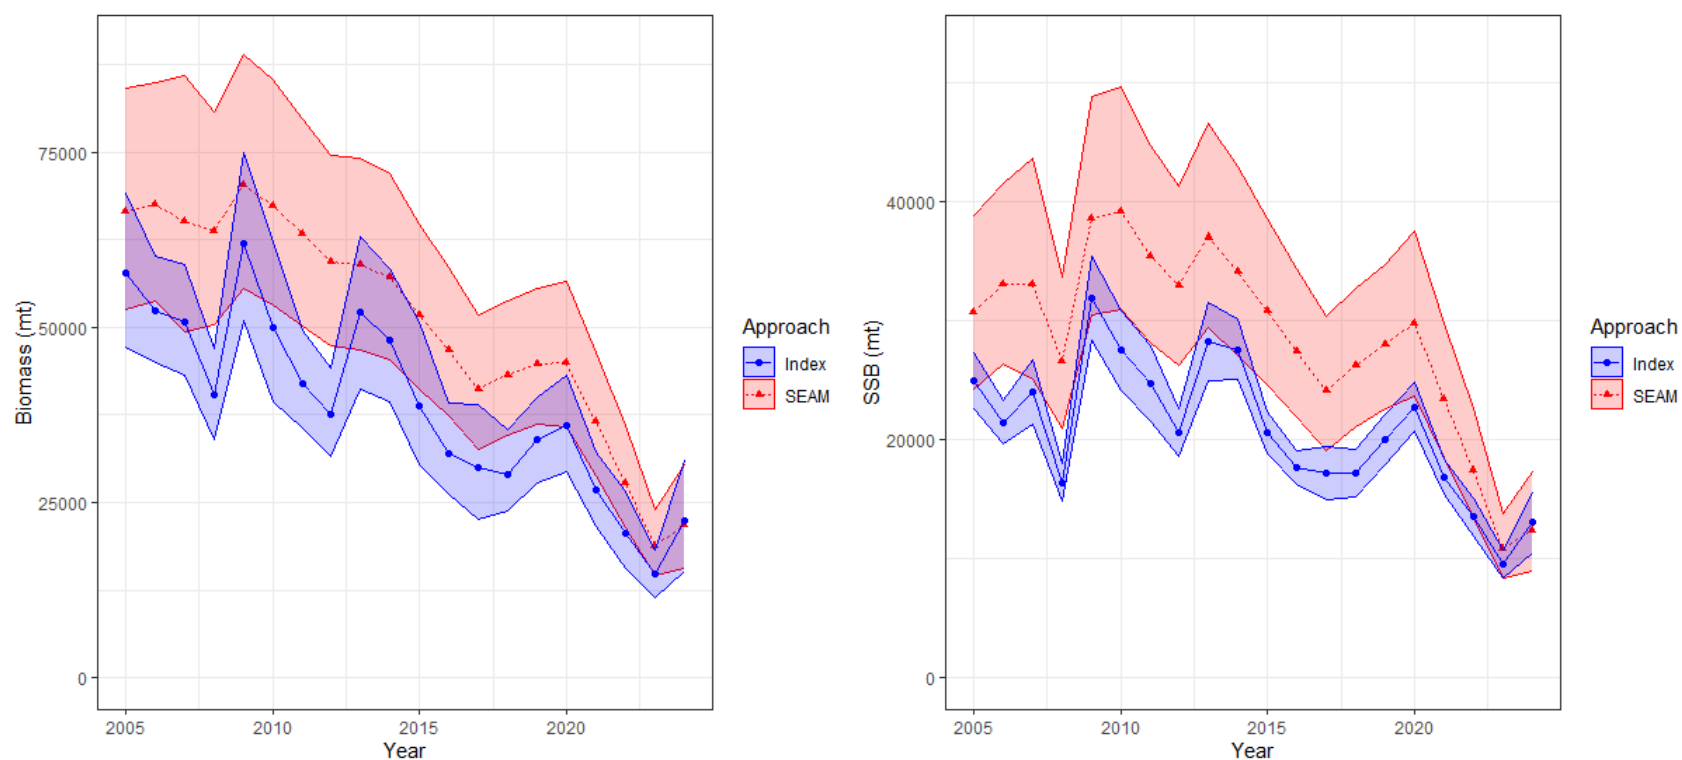 Biomass (mt)
75000
50000
25000
0
2005 2010 2015 2020
Year
Approach
Index
SEAM
SSB (mt)
40000
20000
0
2005 2010 2015 2020
Year
Approach
Index
SEAM